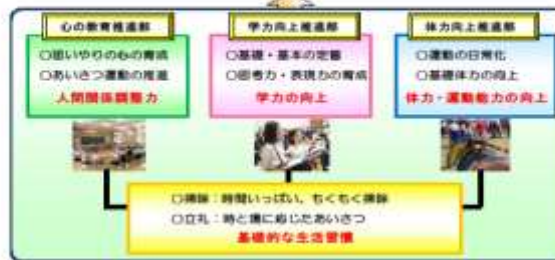 心の教育推進部
○思いやりの心の育成
○あいさつ運動の推進
人間関係調整力
学力向上推進部
○基礎・基本の定着
○思考力・表現力の育成
学力の向上
体力向上推進部
○運動の日常化
○基礎体力の向上
体力・運動能力の向上
○掃除:時間いっぱい、もくもく掃除
○立礼:時と場に応じたあいさつ
基礎的な生活習慣